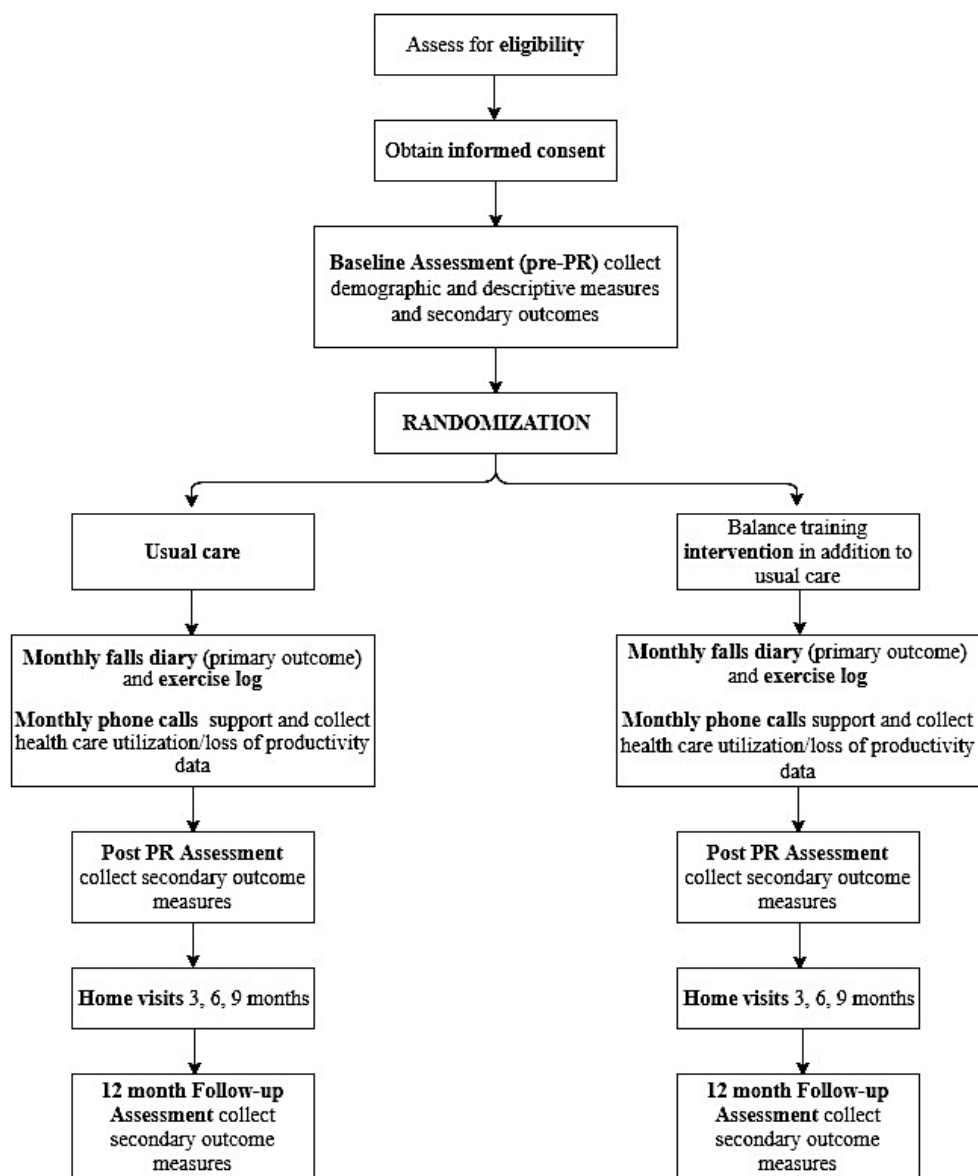 Assess for eligibility
Obtain informed consent
Baseline Assessment (pre-PR) collect
demographic and descriptive measures
and secondary outcomes
RANDOMIZATION
Usual care
Monthly falls diary (primary outcome)
and exercise log
Monthly phone calls support and collect
health care utilization/loss of productivity
data
Post PR Assessment
collect secondary outcome
measures
Home visits 3, 6, 9 months
12 month Follow-up
Assessment collect
secondary outcome
measures
Balance training
intervention in addition to
usual care
Monthly falls diary (primary outcome)
and exercise log
Monthly phone calls support and collect
health care utilization/loss of productivity
data
Post PR Assessment
collect secondary outcome
measures
Home visits 3, 6, 9 months
12 month Follow-up
Assessment collect
secondary outcome
measures